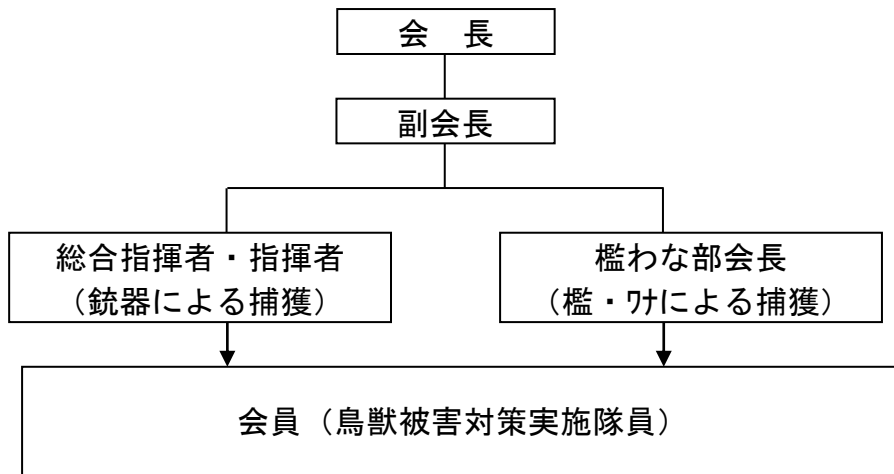 会　長
副会長
総合指揮者・指揮者
（銃器による捕獲）
檻わな部会長
（檻・ﾜﾅによる捕獲）
会員（鳥獣被害対策実施隊員）